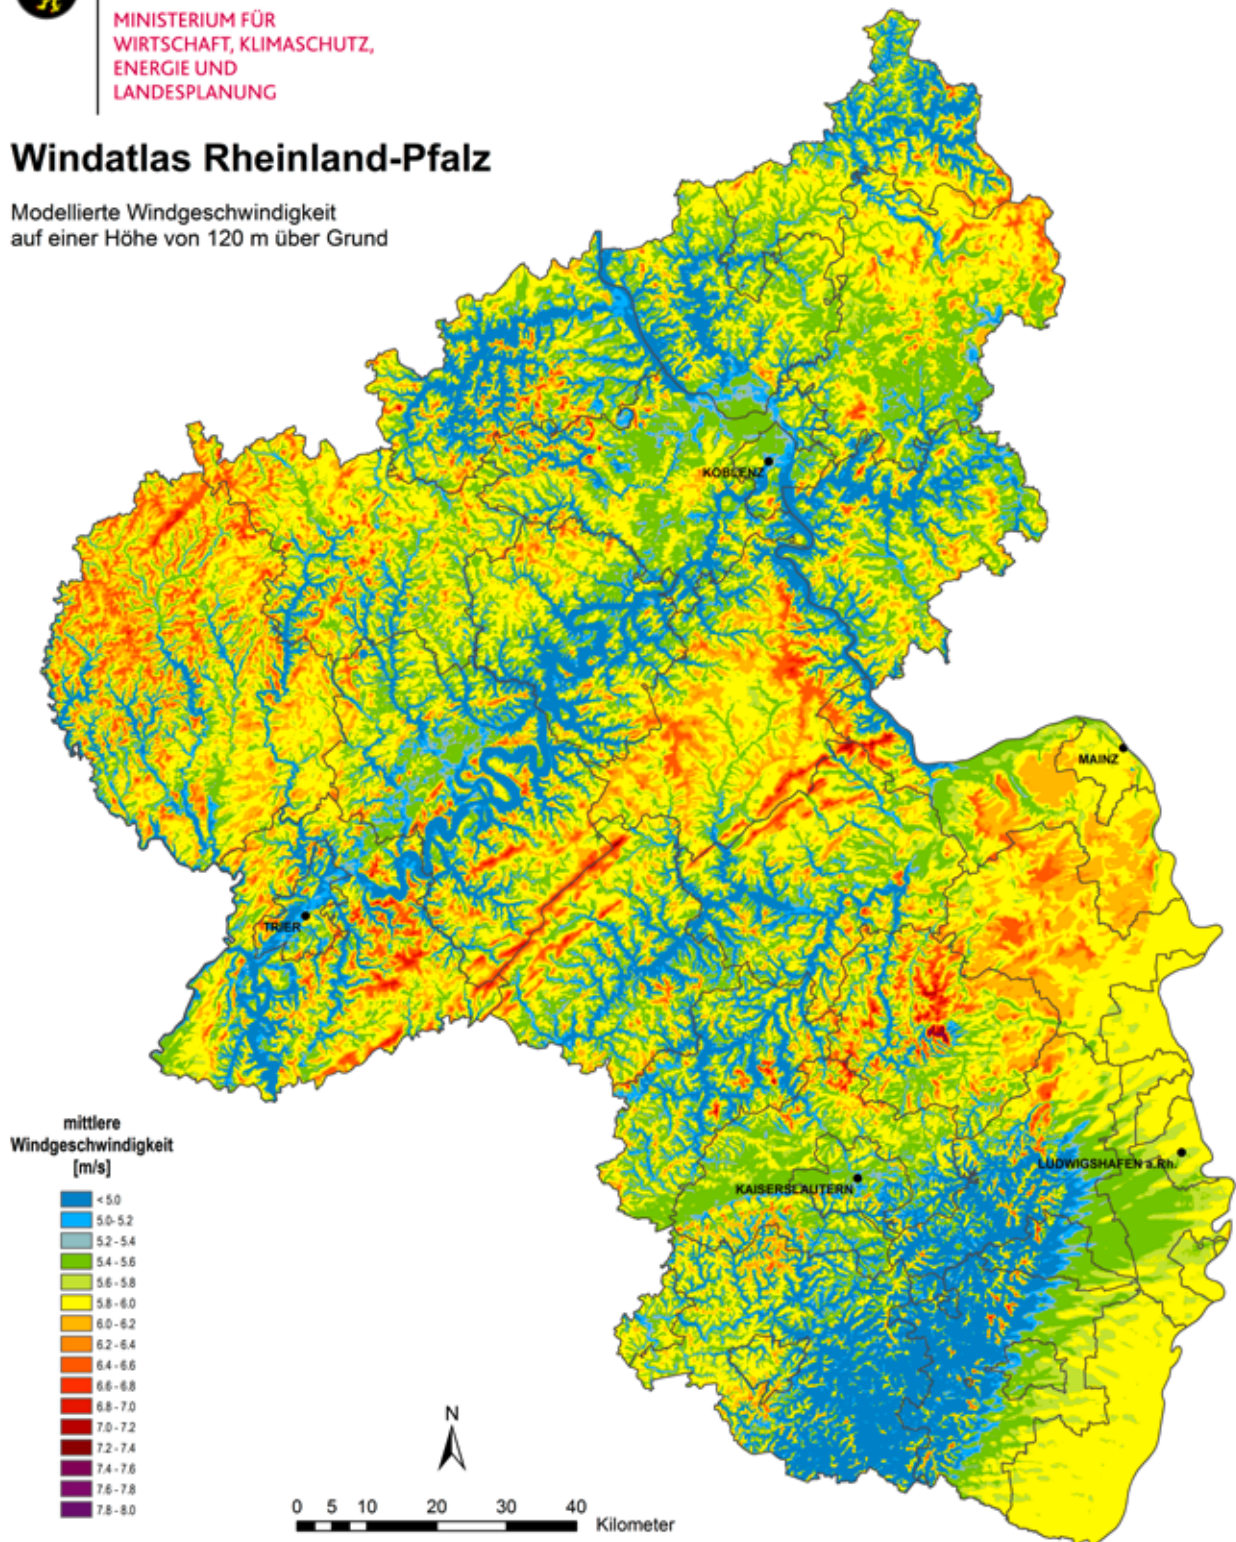 MINISTERIUM FÜR
WIRTSCHAFT, KLIMASCHUTZ,
ENERGIE UND
LANDESPLANUNG
Windatlas Rheinland-Pfalz
Modellierte Windgeschwindigkeit
auf einer Höhe von 120 m über Grund
KOBLENZ
MAINZ
TRIER
LUDWIGSHAFEN a.Rh.
KAISERSLAUTERN
mittlere
Windgeschwindigkeit
[m/s]
< 5.0
5.0- 5.2
5.2 - 5.4
5.4 - 5.6
5.6 - 5.8
5.8 - 6.0
6.0 - 6.2
6.2 - 6.4
6.4 - 6.6
6.6 - 6.8
6.8 - 7.0
7.0 - 7.2
7.2 - 7.4
7.4 - 7.6
7.6 - 7.8
7.8 - 8.0
N
0 5 10 20 30 40
Kilometer